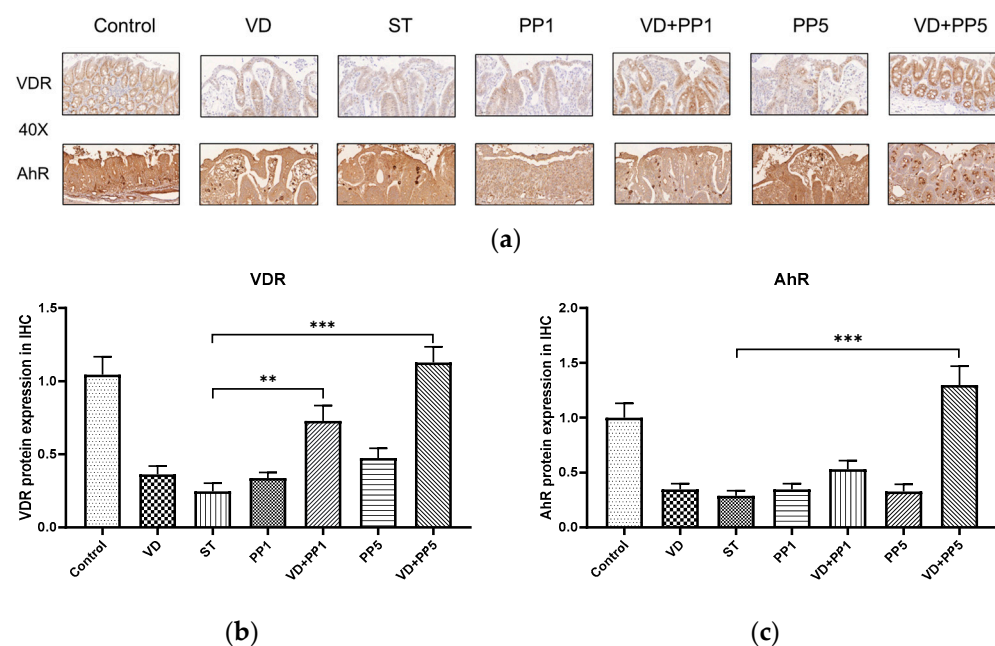 Control VD ST PP1 VD+PP1 PP5 VD+PP5
VDR
40X
AhR
(a)
VDR
VDR protein expression in IHC
1.5
1.0
0.5
0.0
***
**
Control VD ST PP1 VD+PP1 PP5 VD+PP5
(b)
AhR
AhR protein expression in IHC
2.0
1.5
1.0
0.5
0.0
***
Control VD ST PP1 VD+PP1 PP5 VD+PP5
(c)